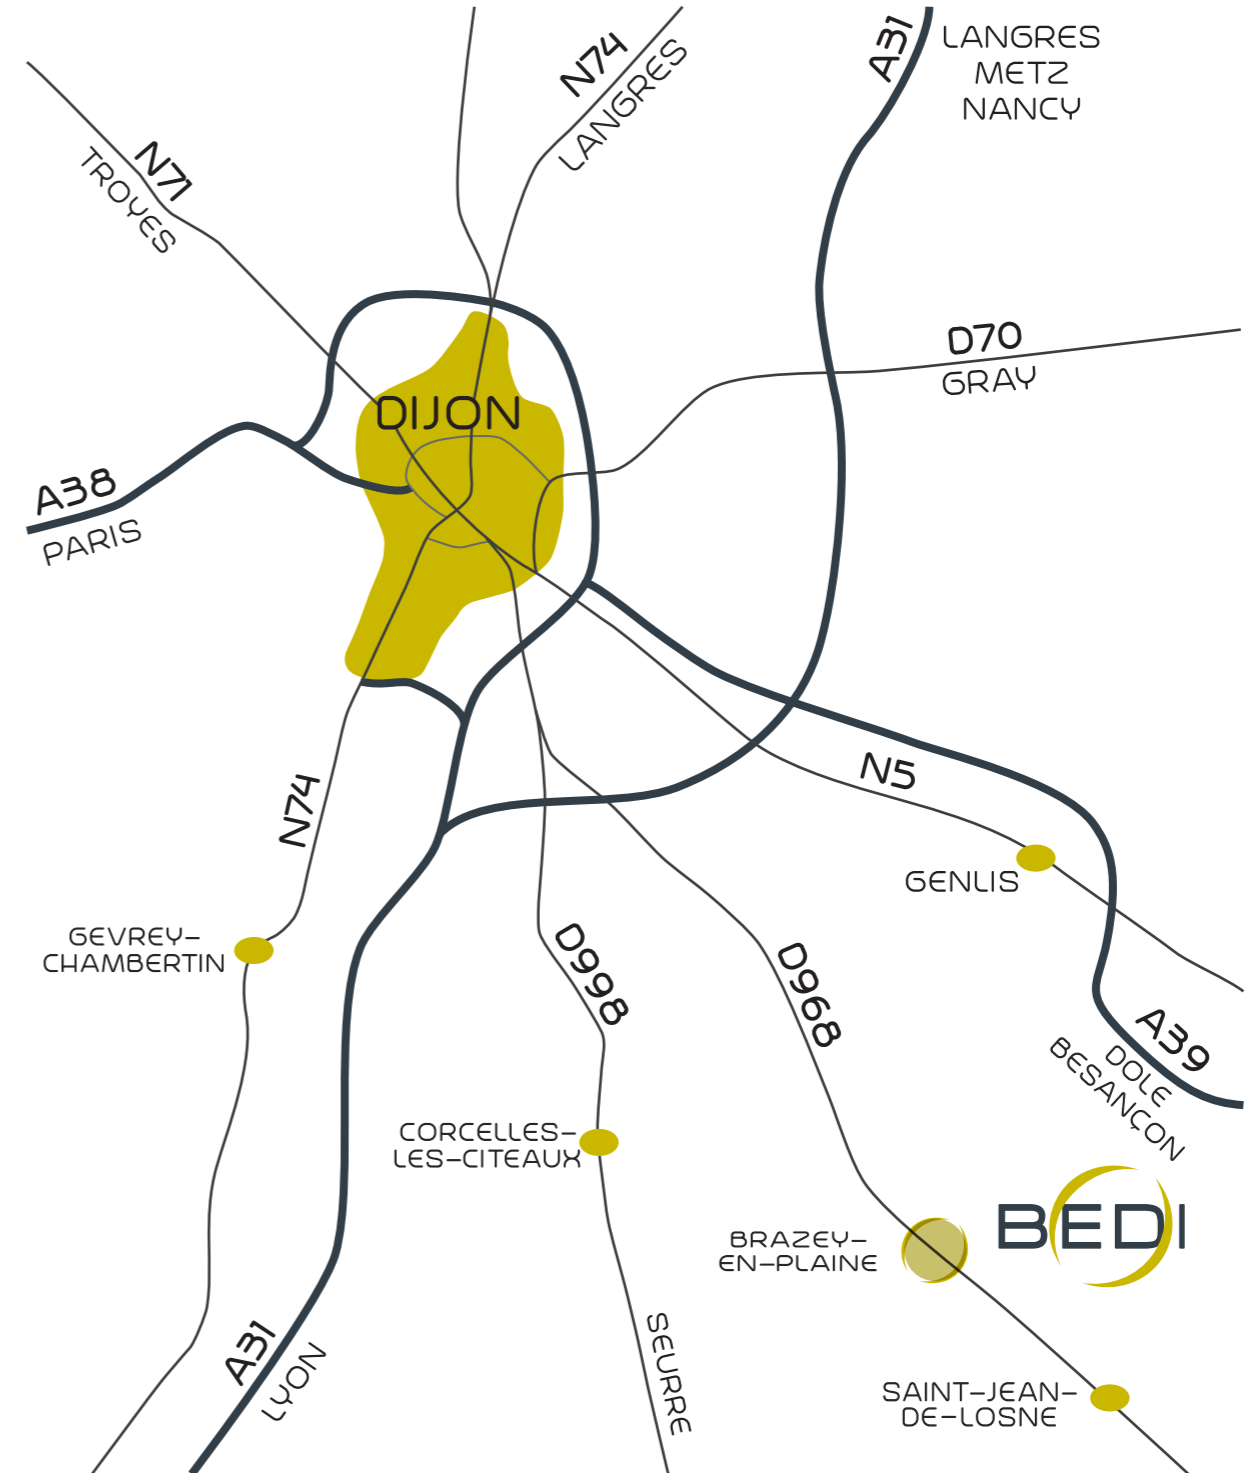 N74
LANGRES
A31
LANGRES
METZ
NANCY
N71
TROYES
D70
GRAY
DIJON
A38
PARIS
N5
GENLIS
N74
GEVREY-
CHAMBERTIN
D998
D968
A39
DOLE
BESANÇON
CORCELLES-
LES-CITEAUX
BEDI
BRAZEY-
EN-PLAINE
A31
LYON
SEURRE
SAINT-JEAN-
DE-LOSNE